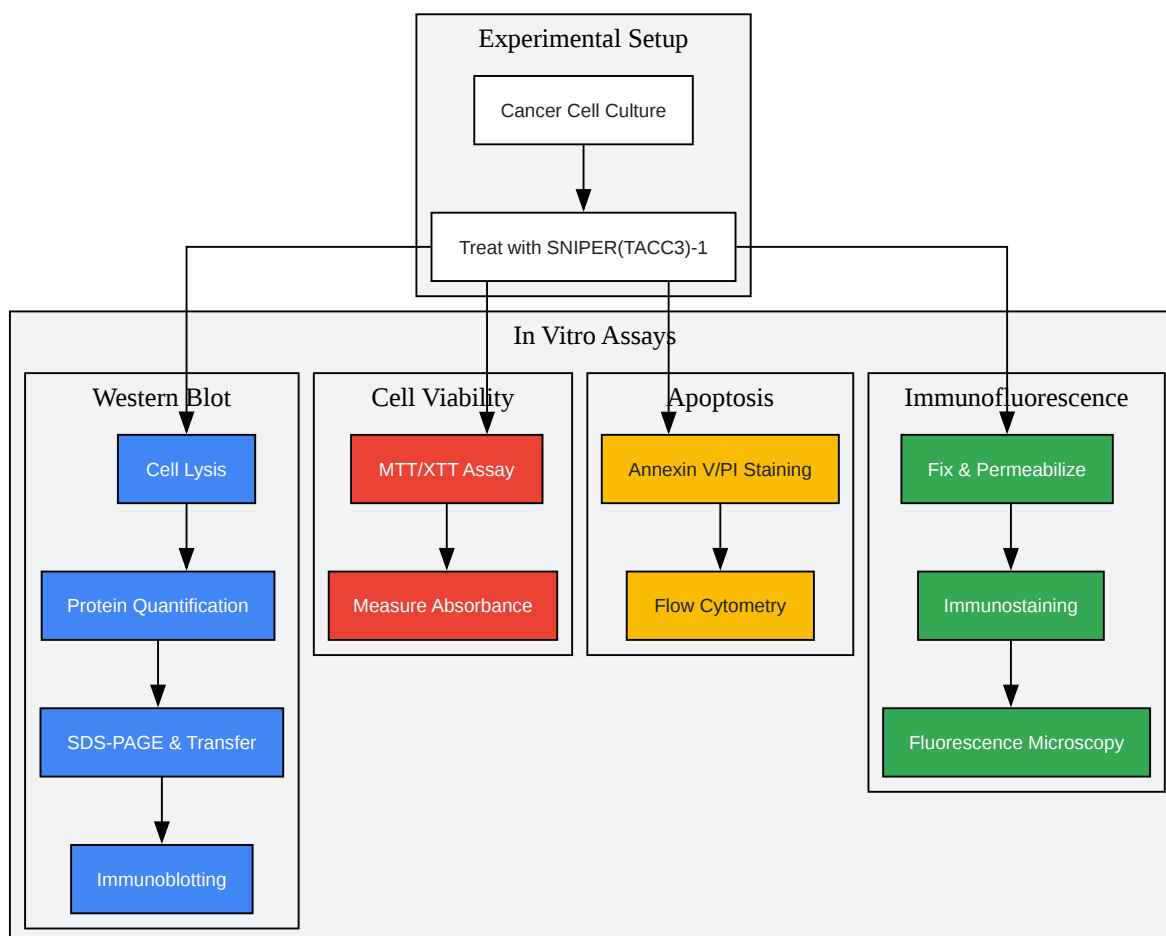 Experimental Setup
Cancer Cell Culture
Treat with SNIPER(TACC3)-1
In Vitro Assays
Western Blot
Cell Lysis
Protein Quantification
SDS-PAGE & Transfer
Immunoblotting
Cell Viability
MTT/XTT Assay
Measure Absorbance
Apoptosis
Annexin V/PI Staining
Flow Cytometry
Immunofluorescence
Fix & Permeabilize
Immunostaining
Fluorescence Microscopy